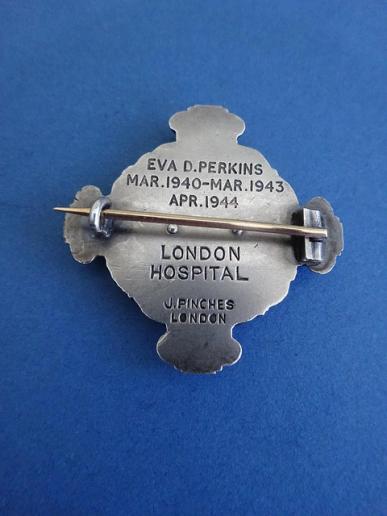 EVA D.PERKINS
MAR.1940-MAR.1943
APR.1944
LONDON
HOSPITAL
J.PINCHES
LONDON